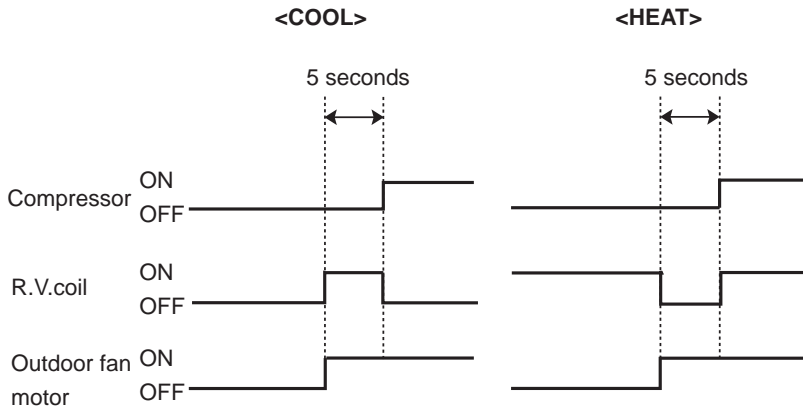 <COOL> <HEAT>
5 seconds 5 seconds
Compressor ON
OFF
R.V.coil ON
OFF
Outdoor fan motor ON
OFF